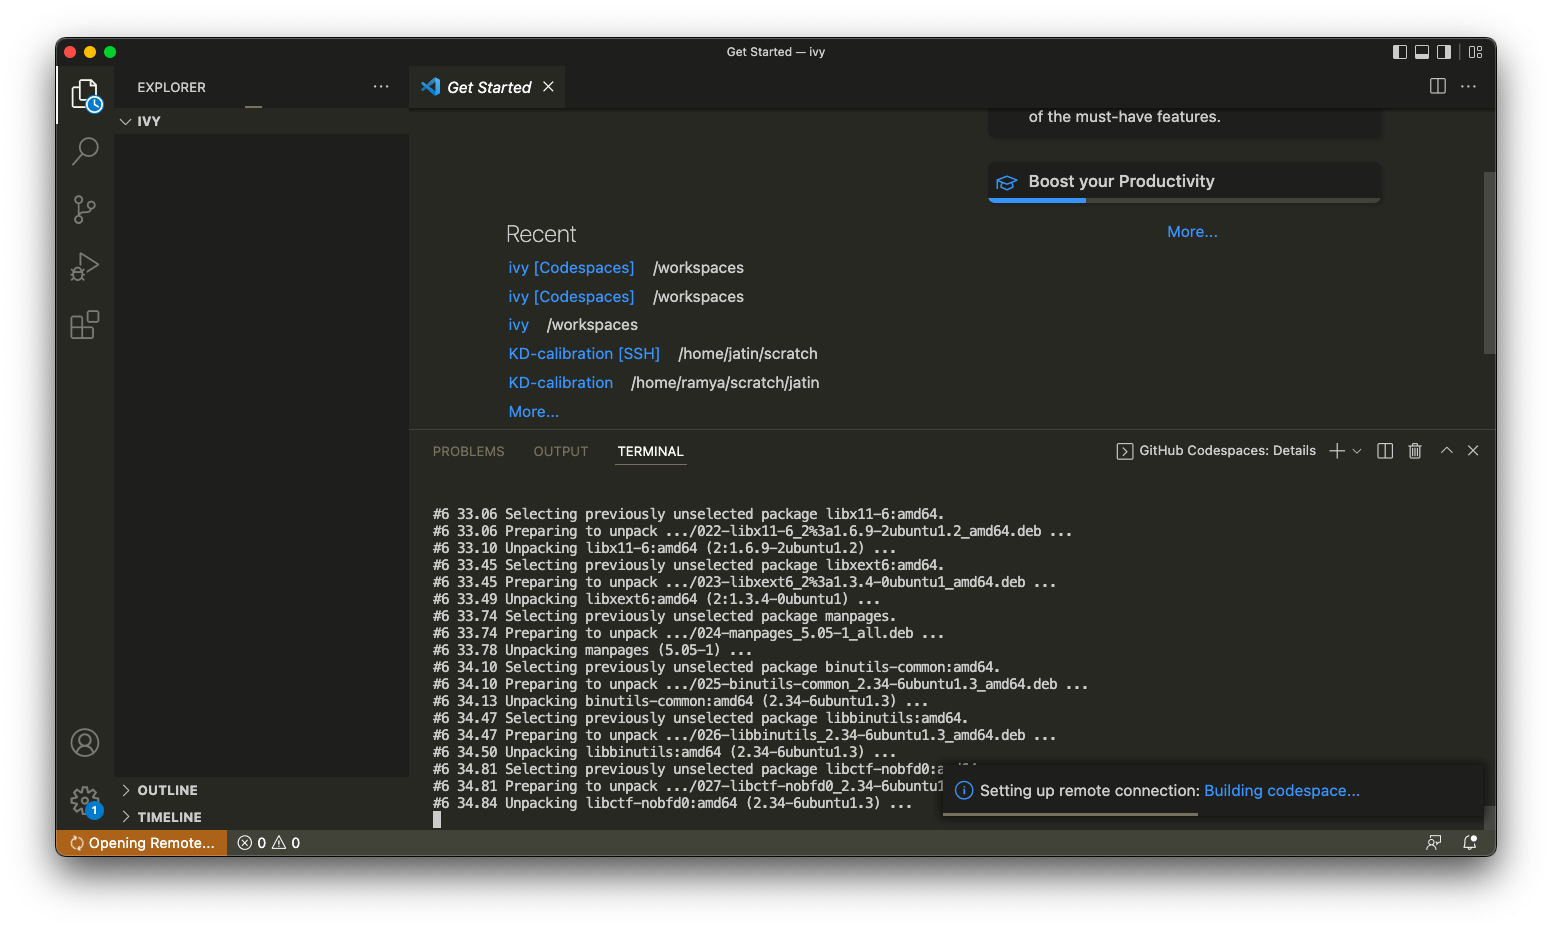 Get Started — ivy
EXPLORER
Get Started
IVY
of the must-have features.
Boost your Productivity
More...
Recent
ivy [Codespaces] /workspaces
ivy [Codespaces] /workspaces
ivy /workspaces
KD-calibration [SSH] /home/jatin/scratch
KD-calibration /home/ramya/scratch/jatin
More...
PROBLEMS OUTPUT TERMINAL GitHub Codespaces: Details
#6 33.06 Selecting previously unselected package libx11-6:amd64.
#6 33.06 Preparing to unpack .../022-libx11-6_2%3a1.6.9-2ubuntu1.2_amd64.deb ...
#6 33.10 Unpacking libx11-6:amd64 (2:1.6.9-2ubuntu1.2) ...
#6 33.45 Selecting previously unselected package libxext6:amd64.
#6 33.45 Preparing to unpack .../023-libxext6_2%3a1.3.4-0ubuntu1_amd64.deb ...
#6 33.49 Unpacking libxext6:amd64 (2:1.3.4-0ubuntu1) ...
#6 33.74 Selecting previously unselected package manpages.
#6 33.74 Preparing to unpack .../024-manpages_5.05-1_all.deb ...
#6 33.78 Unpacking manpages (5.05-1) ...
#6 34.10 Selecting previously unselected package binutils-common:amd64.
#6 34.10 Preparing to unpack .../025-binutils-common_2.34-6ubuntu1.3_amd64.deb ...
#6 34.13 Unpacking binutils-common:amd64 (2.34-6ubuntu1.3) ...
#6 34.47 Selecting previously unselected package libbinutils:amd64.
#6 34.47 Preparing to unpack .../026-libbinutils_2.34-6ubuntu1.3_amd64.deb ...
#6 34.50 Unpacking libbinutils:amd64 (2.34-6ubuntu1.3) ...
#6 34.81 Selecting previously unselected package libctf-nobfd0:a
#6 34.81 Preparing to unpack .../027-libctf-nobfd0_2.34-6ubuntu1
#6 34.84 Unpacking libctf-nobfd0:amd64 (2.34-6ubuntu1.3) ...
Setting up remote connection: Building codespace...
OUTLINE
1
TIMELINE
Opening Remote... 0 0